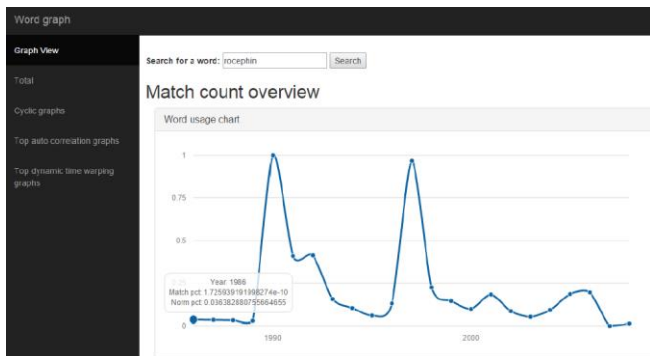 Word graph
Graph View
Total
Cyclic graphs
Top auto correlation graphs
Top dynamic time warping
graphs
Search for a word: rocephin Search
Match count overview
Word usage chart
1
0.75
0.5
Year: 1986
Match pct: 1.725939191998274e-10
Norm pct: 0.036382680755664655
0
1990
2000